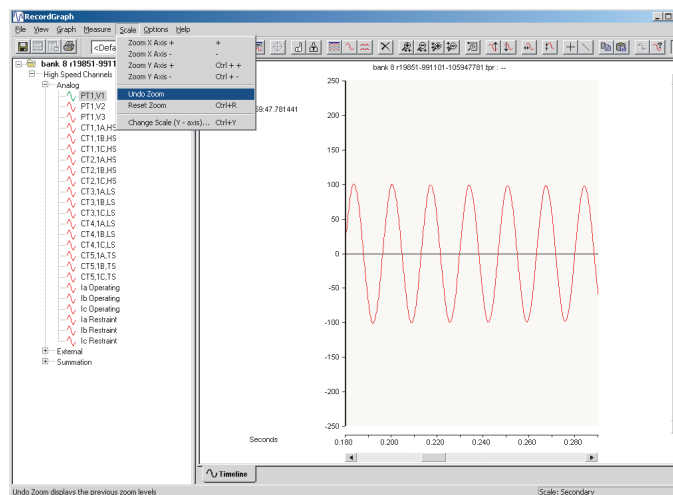 RecordGraph
File View Graph Measure Scale Options Help
<Defa
Zoom X Axis + +
Zoom X Axis - -
Zoom Y Axis + Ctrl + +
Zoom Y Axis - Ctrl + -
Undo Zoom
Reset Zoom Ctrl+R
Change Scale (Y - axis)... Ctrl+Y
bank 8 r19851-9911
High Speed Channels
Analog
PT1,V1
PT1,V2
PT1,V3
CT1,1A,HS
CT1,1B,HS
CT1,1C,HS
CT2,1A,HS
CT2,1B,HS
CT2,1C,HS
CT3,1A,LS
CT3,1B,LS
CT3,1C,LS
CT4,1A,LS
CT4,1B,LS
CT4,1C,LS
CT5,1A,TS
CT5,1B,TS
CT5,1C,TS
Ia Operating
Ib Operating
Ic Operating
Ia Restraint
Ib Restraint
Ic Restraint
External
Summation
bank 8 r19851-991101-105947781.tpr : --
59:47.781441
250
200
150
100
50
0
-50
-100
-150
-200
-250
Seconds
0.180 0.200 0.220 0.240 0.260 0.280
Timeline
Undo Zoom displays the previous zoom levels
Scale: Secondary